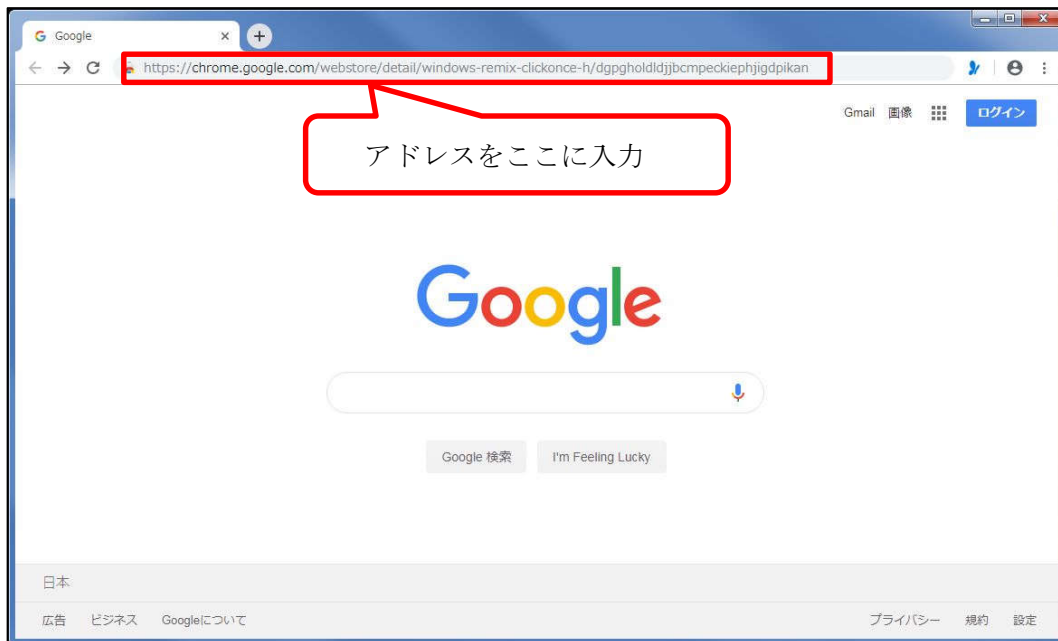 Google
https://chrome.google.com/webstore/detail/windows-remix-clickonce-h/dgpgholdldjjbcmpeckiephjigdpikan
Gmail 画像 ログイン
アドレスをここに入力
Google
Google 検索 I'm Feeling Lucky
日本
広告 ビジネス Googleについて プライバシー 規約 設定